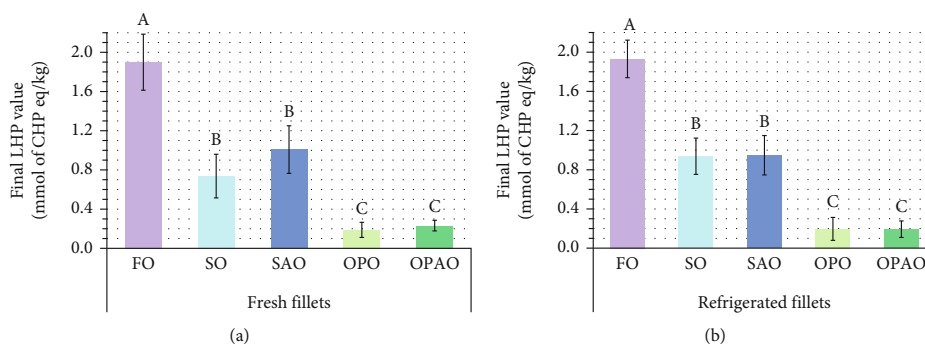 Final LHP value
(mmol of CHP eq/kg)
2.0
1.6
1.2
0.8
0.4
0.0
A
B
B
C
C
FO
SO
SAO
OPO
OPAO
Fresh fillets
(a)
Final LHP value
(mmol of CHP eq/kg)
2.0
1.6
1.2
0.8
0.4
0.0
A
B
B
C
C
FO
SO
SAO
OPO
OPAO
Refrigerated fillets
(b)